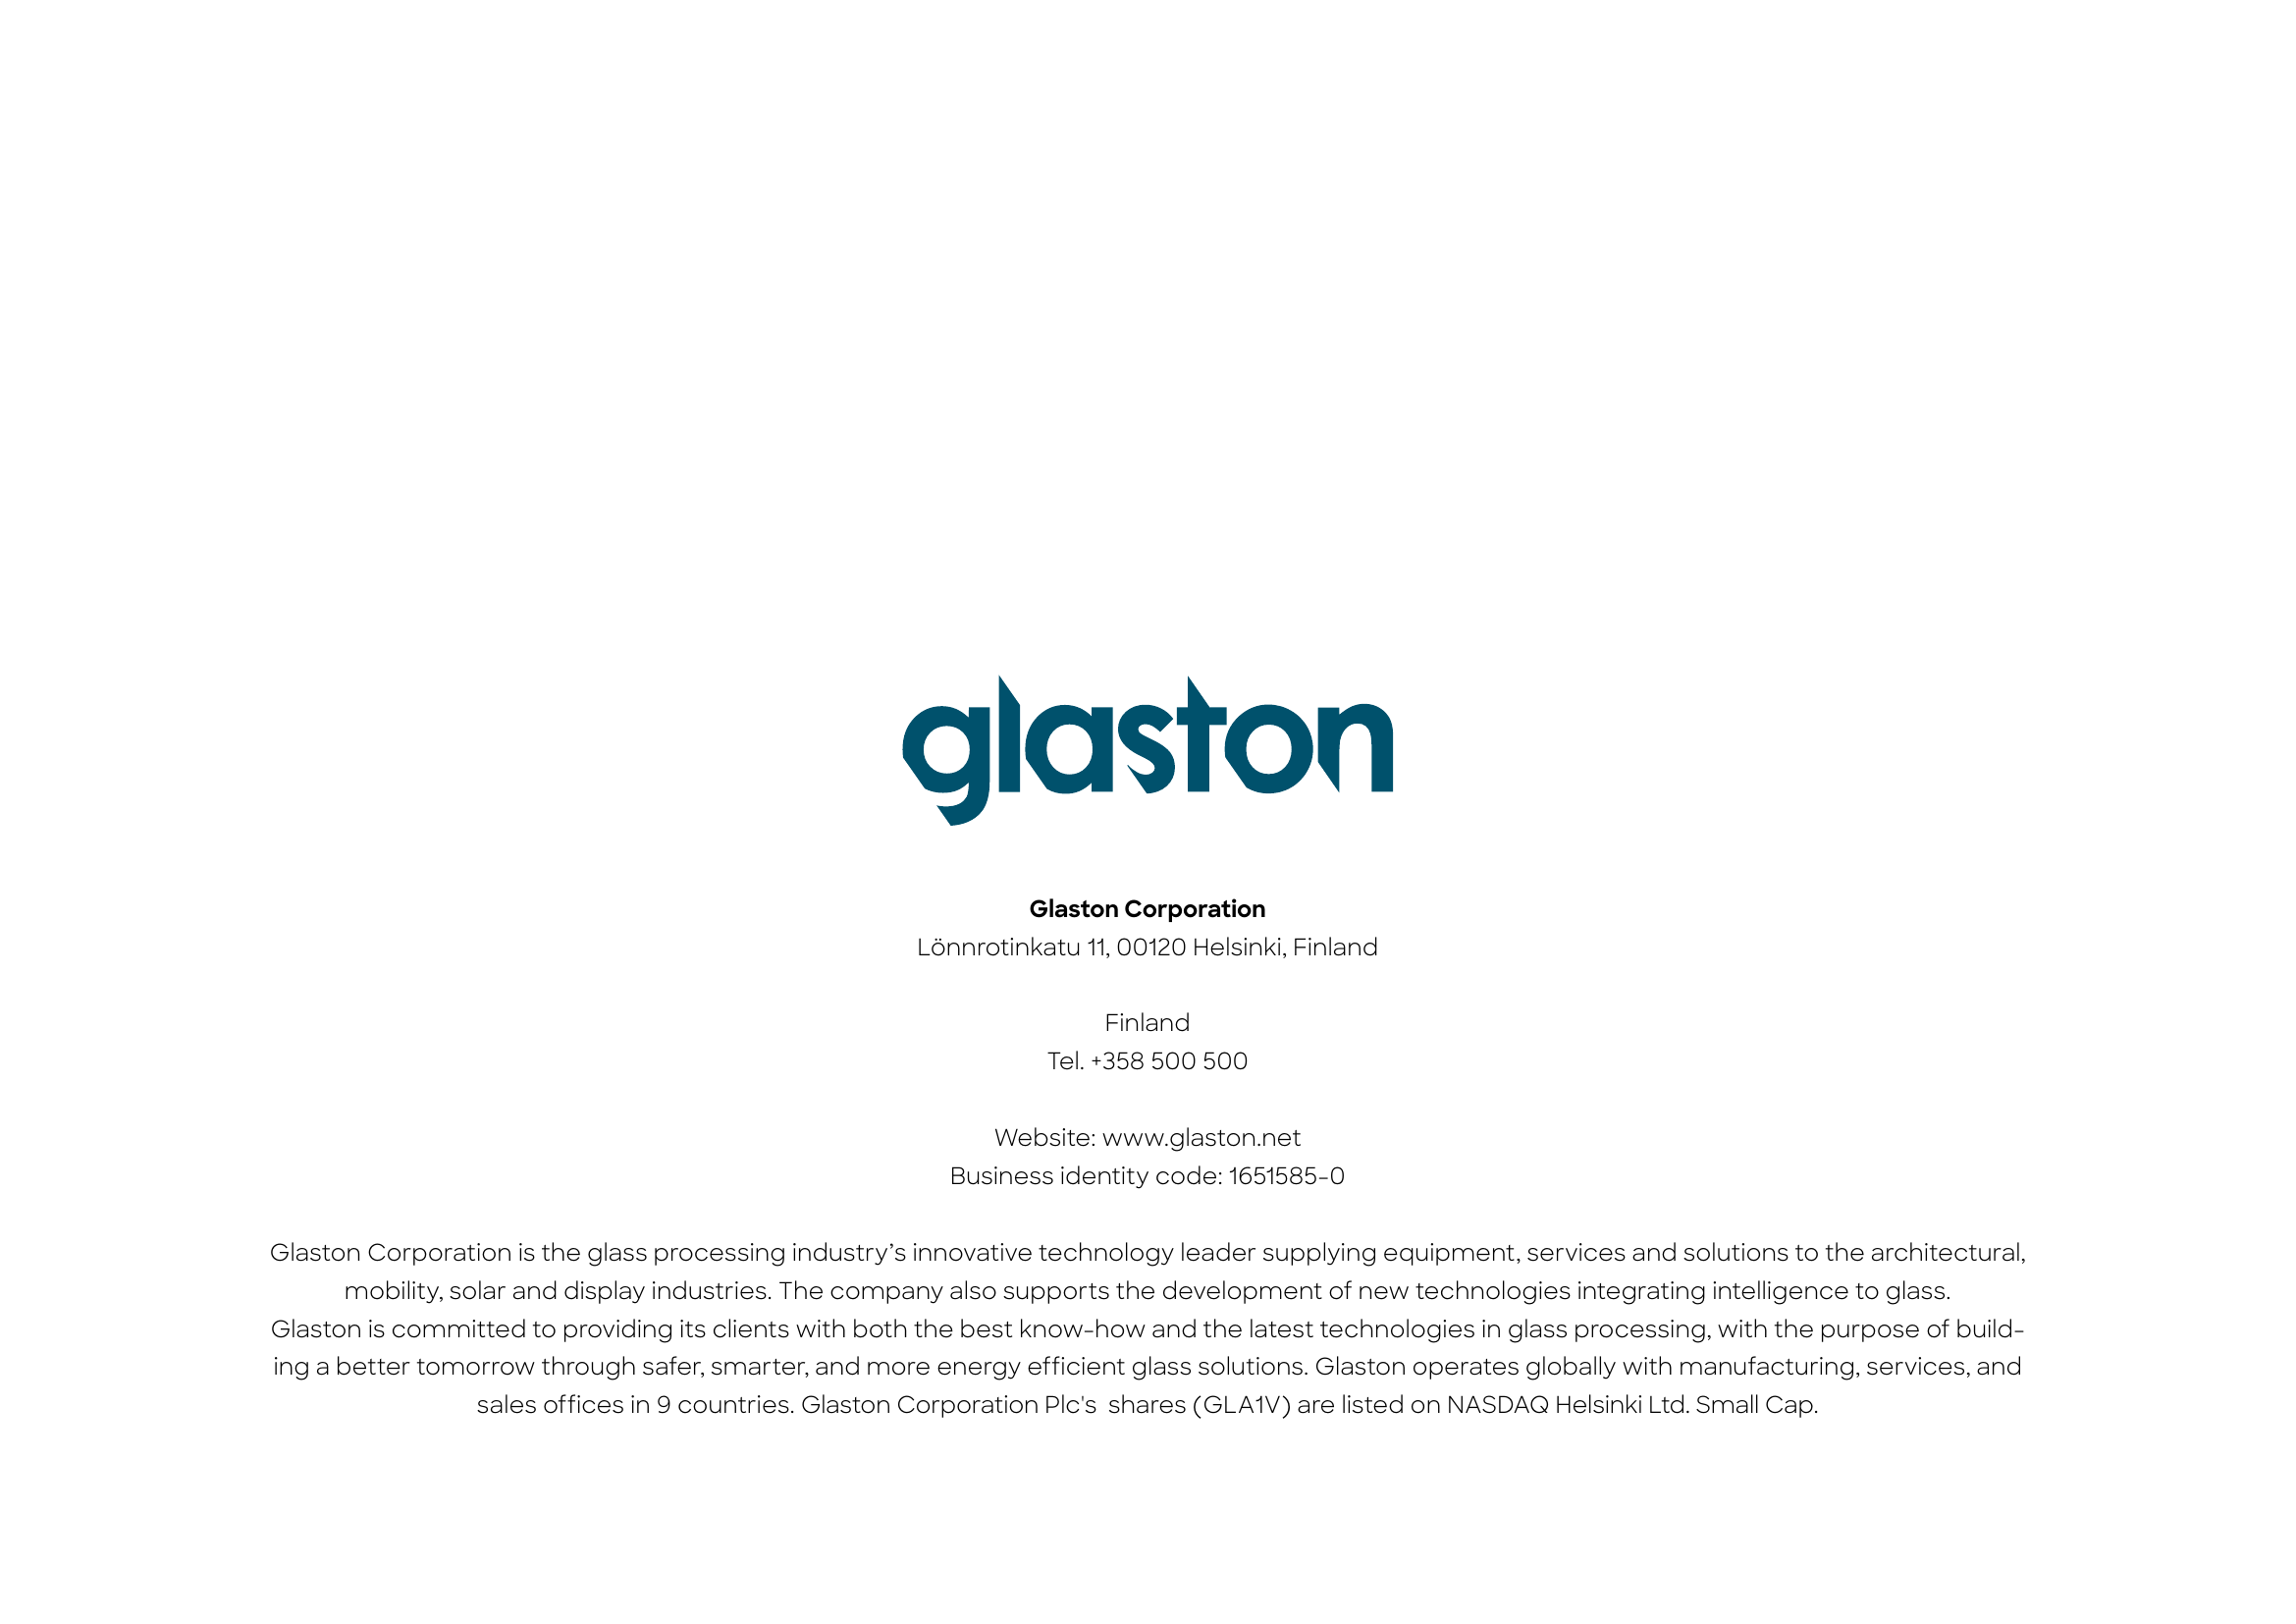 glaston
Glaston Corporation
Lönnrotinkatu 11, 00120 Helsinki, Finland
Finland
Tel. +358 500 500
Website: www.glaston.net
Business identity code: 1651585-0
Glaston Corporation is the glass processing industry’s innovative technology leader supplying equipment, services and solutions to the architectural,
mobility, solar and display industries. The company also supports the development of new technologies integrating intelligence to glass.
Glaston is committed to providing its clients with both the best know-how and the latest technologies in glass processing, with the purpose of build-
ing a better tomorrow through safer, smarter, and more energy efficient glass solutions. Glaston operates globally with manufacturing, services, and
sales offices in 9 countries. Glaston Corporation Plc's  shares (GLA1V) are listed on NASDAQ Helsinki Ltd. Small Cap.